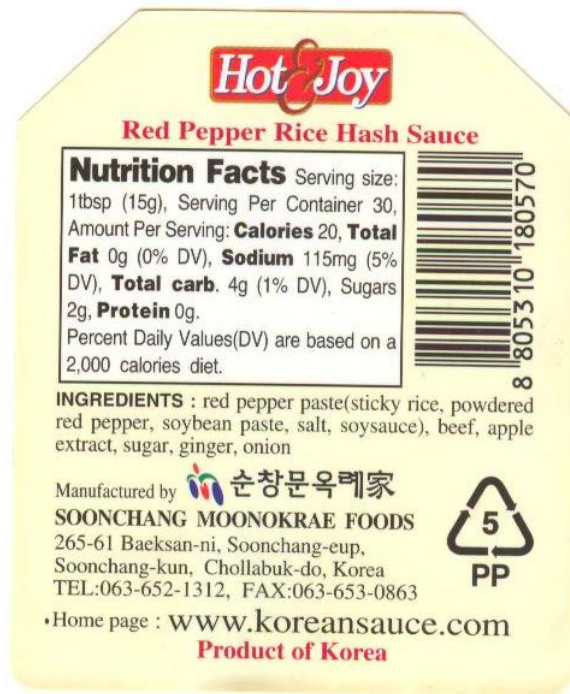 Hot & Joy
Red Pepper Rice Hash Sauce
Nutrition Facts Serving size:
1tbsp (15g), Serving Per Container 30,
Amount Per Serving: Calories 20, Total
Fat 0g (0% DV), Sodium 115mg (5%
DV), Total carb. 4g (1% DV), Sugars
2g, Protein 0g.
Percent Daily Values(DV) are based on a
2,000 calories diet.
8 805310 180570
INGREDIENTS : red pepper paste(sticky rice, powdered
red pepper, soybean paste, salt, soysauce), beef, apple
extract, sugar, ginger, onion
Manufactured by 순창문옥례家
SOONCHANG MOONOKRAE FOODS
265-61 Baeksan-ni, Soonchang-eup,
Soonchang-kun, Chollabuk-do, Korea
TEL:063-652-1312, FAX:063-653-0863
•Home page : www.koreansauce.com
Product of Korea
5
PP